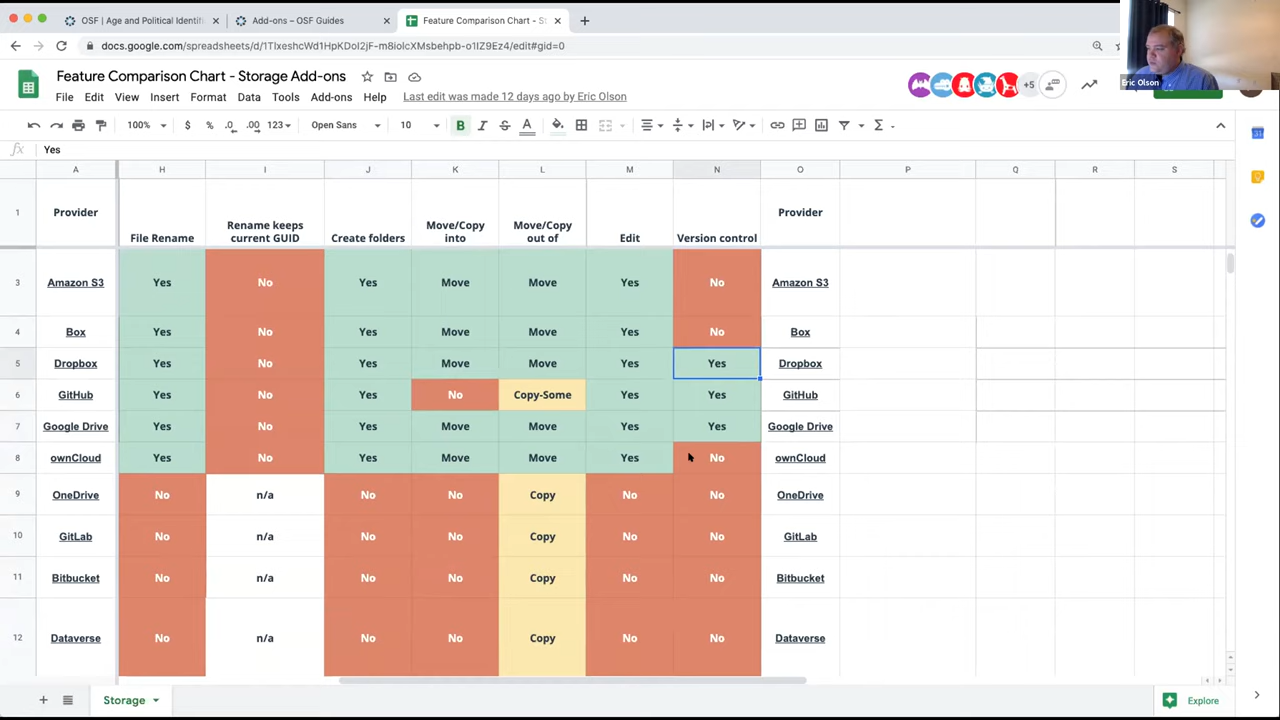 OSF | Age and Political Identif
Add-ons – OSF Guides
Feature Comparison Chart - S
docs.google.com/spreadsheets/d/1TlxeshcWd1HpKDoI2jF-m8iolcXMsbehpb-o1IZ9Ez4/edit#gid=0
Eric Olson
Feature Comparison Chart - Storage Add-ons
+5
File Edit View Insert Format Data Tools Add-ons Help Last edit was made 12 days ago by Eric Olson
100% $ % .0 .00 123 Open Sans 10 B I S A
fx Yes
A H I J K L M N O P Q R S
1 Provider File Rename Rename keeps current GUID Create folders Move/Copy into Move/Copy out of Edit Version control Provider
3 Amazon S3 Yes No Yes Move Move Yes No Amazon S3
4 Box Yes No Yes Move Move Yes No Box
5 Dropbox Yes No Yes Move Move Yes Yes Dropbox
6 GitHub Yes No Yes No Copy-Some Yes Yes GitHub
7 Google Drive Yes No Yes Move Move Yes Yes Google Drive
8 ownCloud Yes No Yes Move Move Yes No ownCloud
9 OneDrive No n/a No No Copy No No OneDrive
10 GitLab No n/a No No Copy No No GitLab
11 Bitbucket No n/a No No Copy No No Bitbucket
12 Dataverse No n/a No No Copy No No Dataverse
Storage
Explore